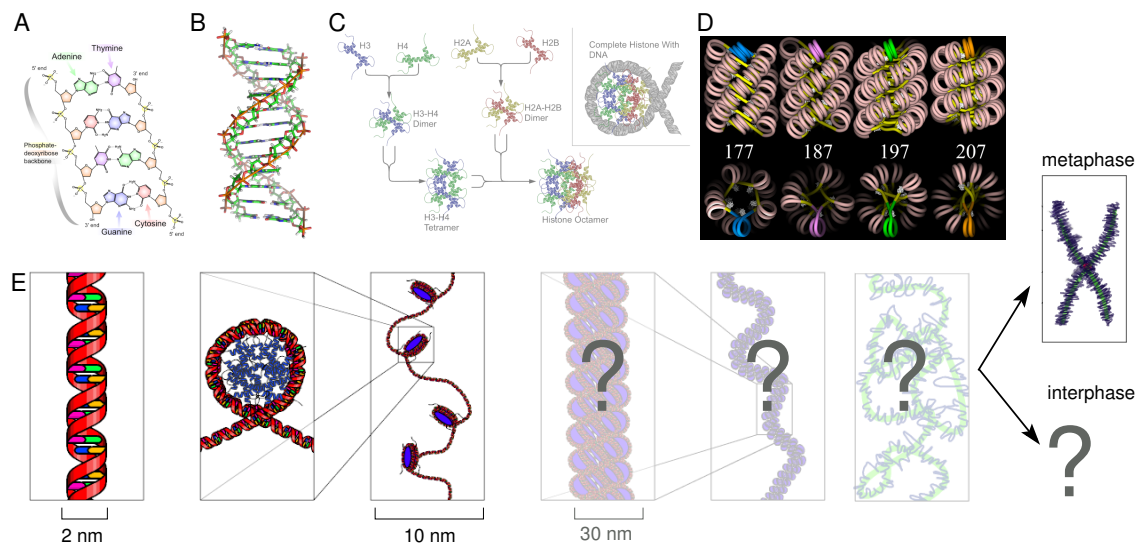 A
Thymine
Adenine
5' end
3' end
Phosphate-
deoxyribose
backbone
3' end
Guanine
Cytosine
5' end
B
C
H3
H4
H2A
H2B
H3-H4
Dimer
H2A-H2B
Dimer
H3-H4
Tetramer
Histone Octamer
Complete Histone With
DNA
D
177
187
197
207
metaphase
E
?
?
?
interphase
?
2 nm
10 nm
30 nm